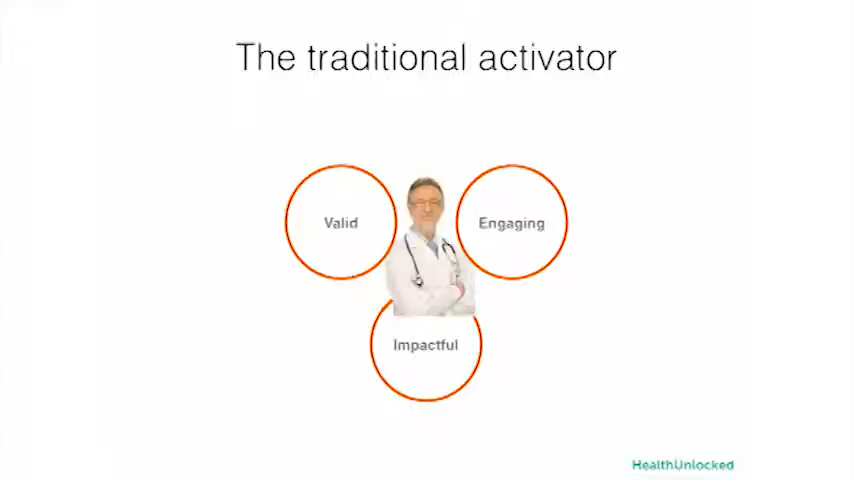 The traditional activator
Valid
Engaging
Impactful
HealthUnlocked